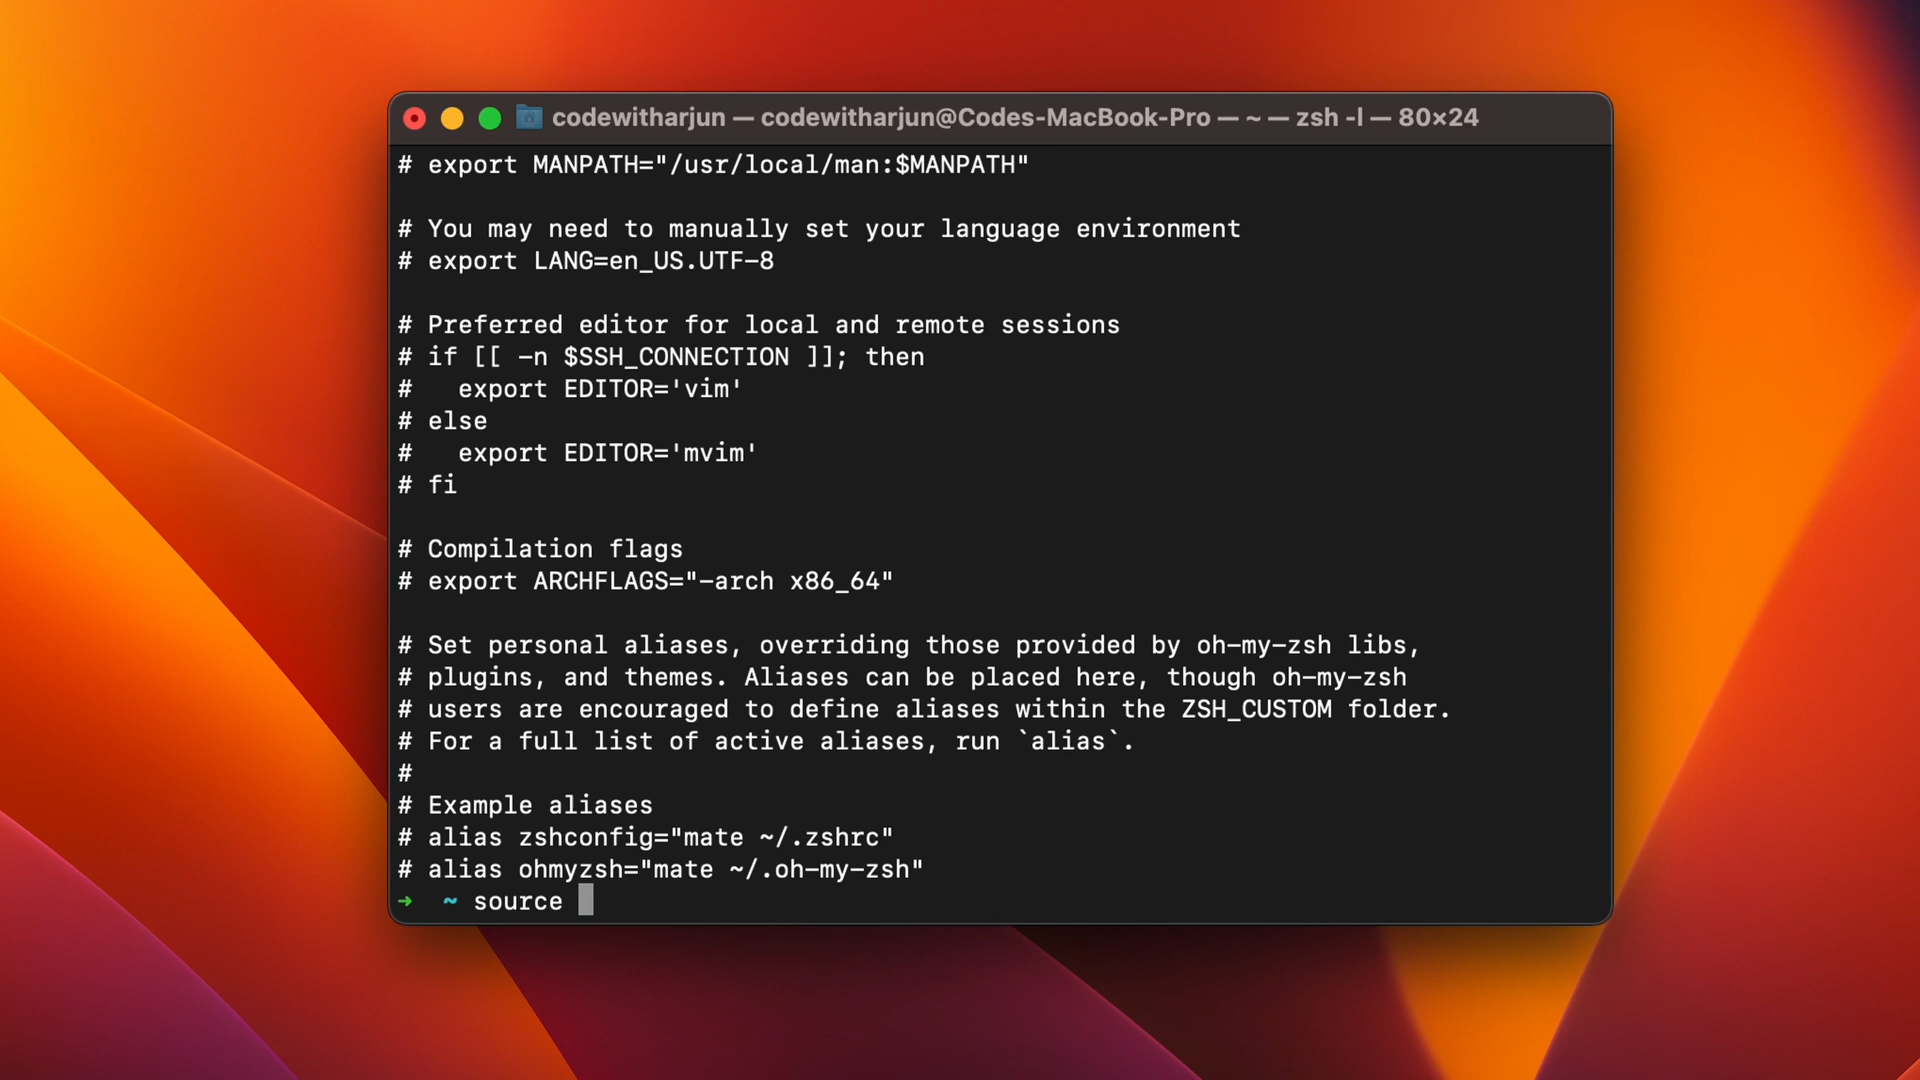 codewitharjun — codewitharjun@Codes-MacBook-Pro — ~ — zsh -l — 80×24
# export MANPATH="/usr/local/man:$MANPATH"
# You may need to manually set your language environment
# export LANG=en_US.UTF-8
# Preferred editor for local and remote sessions
# if [[ -n $SSH_CONNECTION ]]; then
#   export EDITOR='vim'
# else
#   export EDITOR='mvim'
# fi
# Compilation flags
# export ARCHFLAGS="-arch x86_64"
# Set personal aliases, overriding those provided by oh-my-zsh libs,
# plugins, and themes. Aliases can be placed here, though oh-my-zsh
# users are encouraged to define aliases within the ZSH_CUSTOM folder.
# For a full list of active aliases, run `alias`.
#
# Example aliases
# alias zshconfig="mate ~/.zshrc"
# alias ohmyzsh="mate ~/.oh-my-zsh"
➜  ~ source